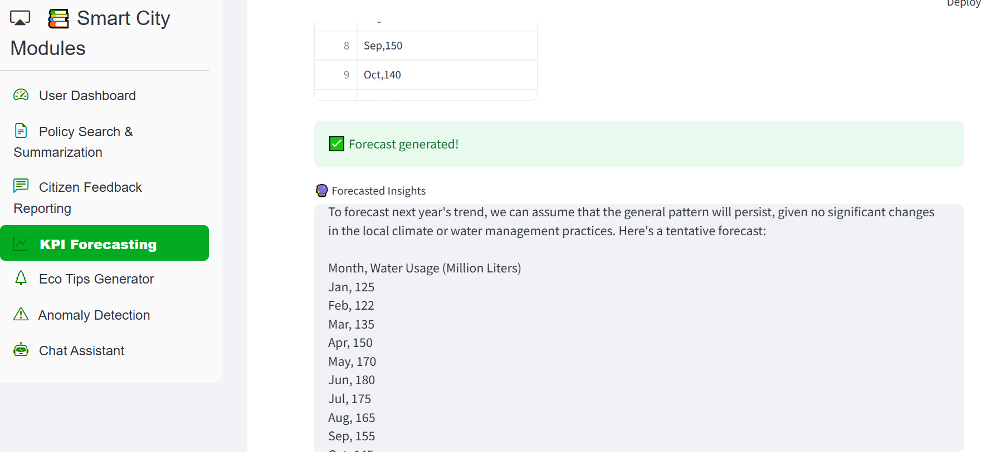 Smart City
Modules
User Dashboard
Policy Search &
Summarization
Citizen Feedback
Reporting
KPI Forecasting
Eco Tips Generator
Anomaly Detection
Chat Assistant
Deploy
8 Sep,150
9 Oct,140
Forecast generated!
Forecasted Insights
To forecast next year's trend, we can assume that the general pattern will persist, given no significant changes
in the local climate or water management practices. Here's a tentative forecast:
Month, Water Usage (Million Liters)
Jan, 125
Feb, 122
Mar, 135
Apr, 150
May, 170
Jun, 180
Jul, 175
Aug, 165
Sep, 155
Oct, 145